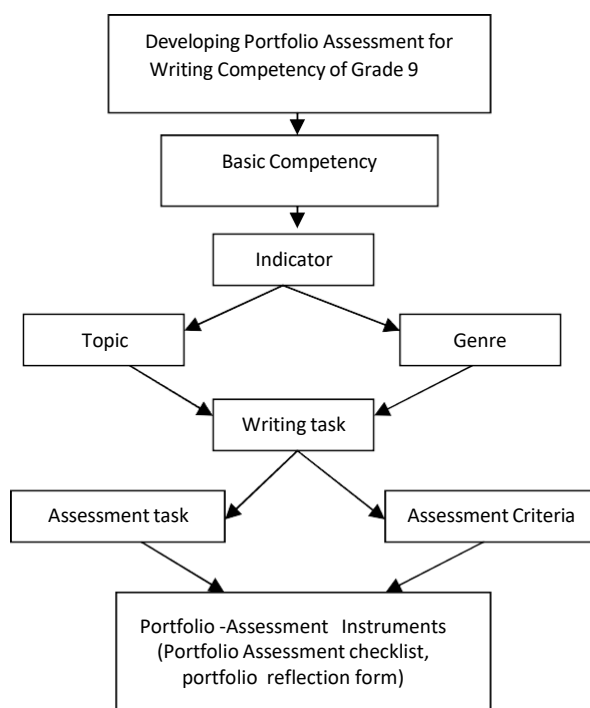 Developing Portfolio Assessment for
Writing Competency of Grade 9
Basic Competency
Indicator
Topic
Genre
Writing task
Assessment task
Assessment Criteria
Portfolio -Assessment Instruments
(Portfolio Assessment checklist,
portfolio reflection form)